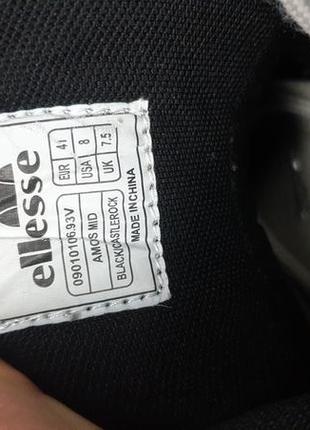 ellesse
EUR 41
USA 8
UK 7.5
09010106.93V
AMOS MID
BLACK/CASTLEROCK
MADE IN CHINA